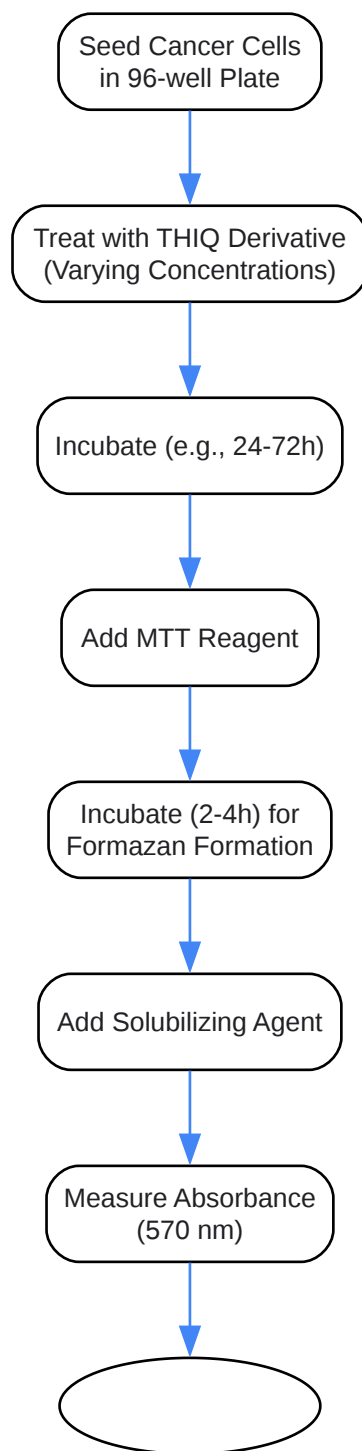 Seed Cancer Cells
in 96-well Plate
Treat with THIQ Derivative
(Varying Concentrations)
Incubate (e.g., 24-72h)
Add MTT Reagent
Incubate (2-4h) for
Formazan Formation
Add Solubilizing Agent
Measure Absorbance
(570 nm)